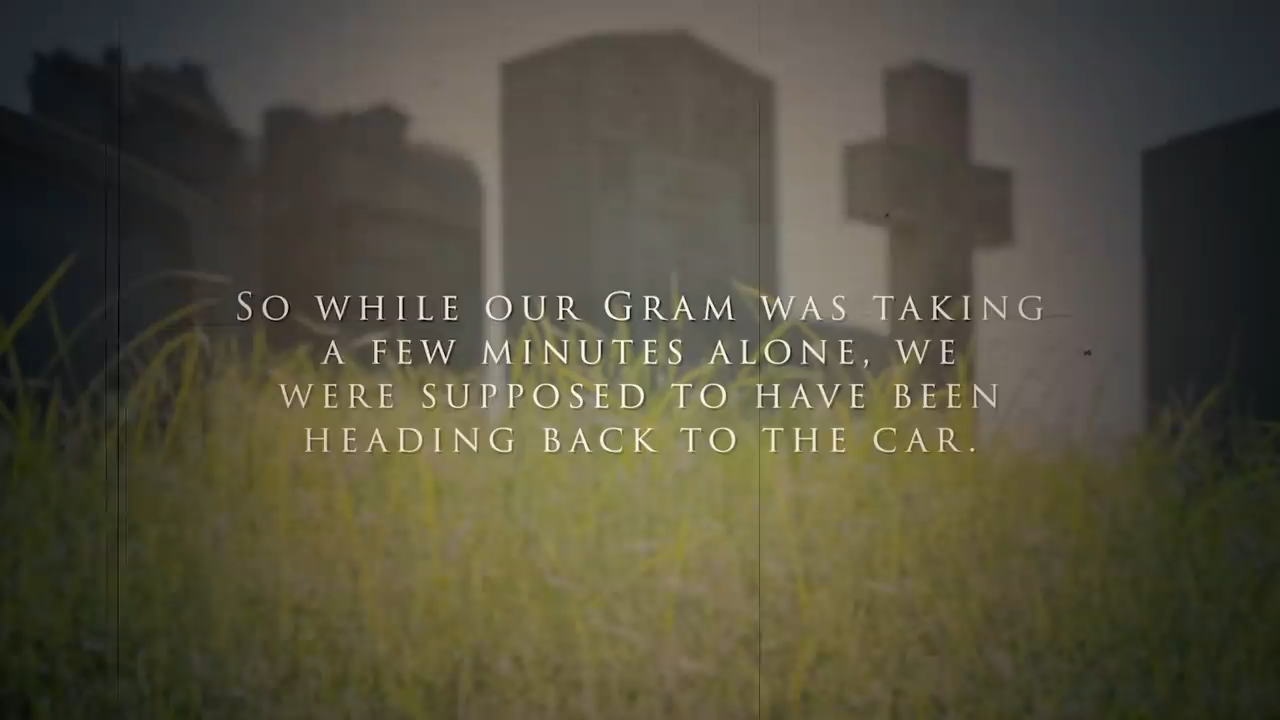 So while our Gram was taking
a few minutes alone, we
were supposed to have been
heading back to the car.